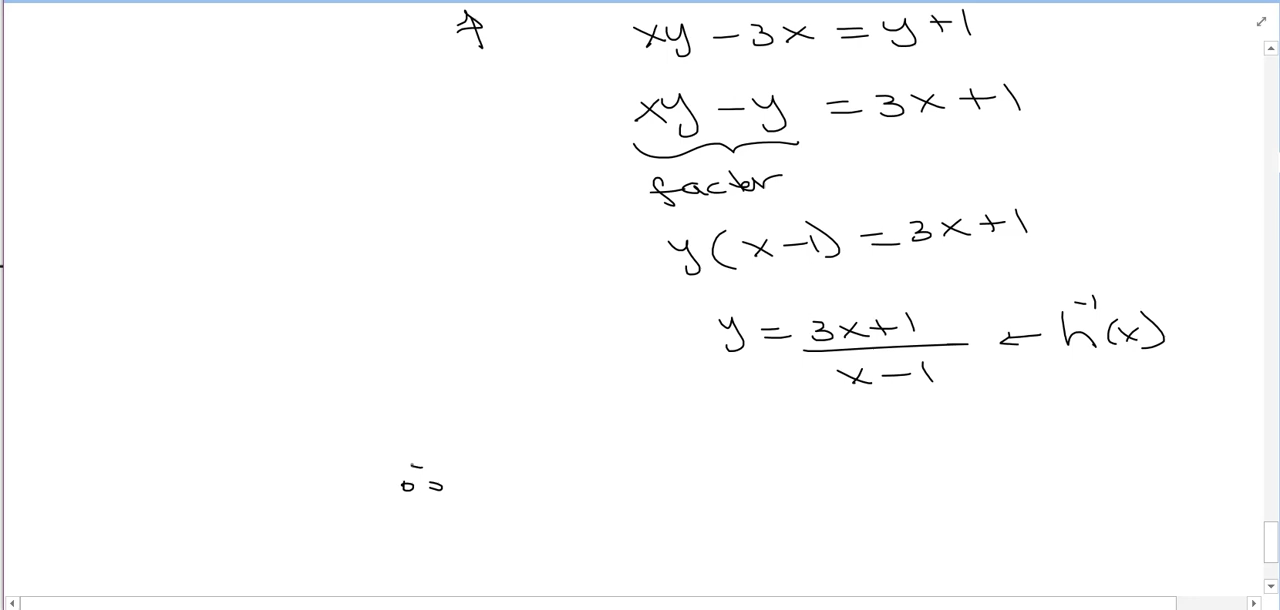 ⇒ xy - 3x = y + 1
xy - y = 3x + 1
factor
y(x-1) = 3x + 1
y = 3x+1 / x-1 ← h⁻¹(x)
∴